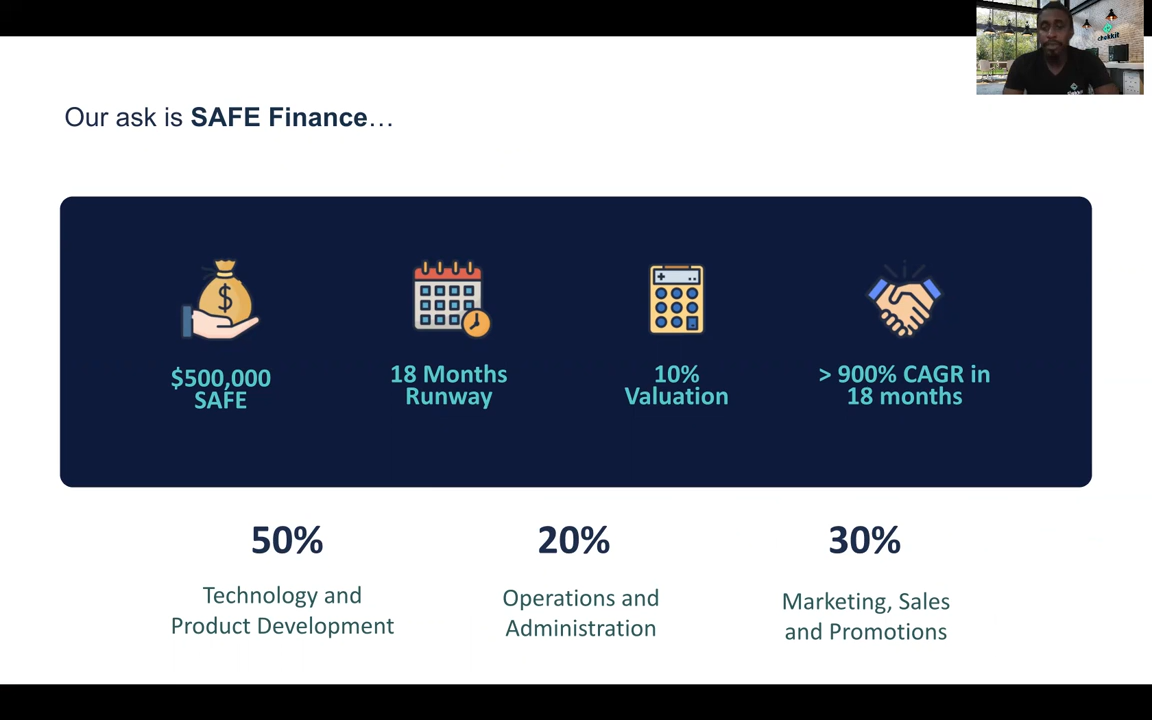 chekkit
Our ask is SAFE Finance…
$500,000
SAFE
18 Months
Runway
10%
Valuation
> 900% CAGR in
18 months
50%
20%
30%
Technology and
Product Development
Operations and
Administration
Marketing, Sales
and Promotions